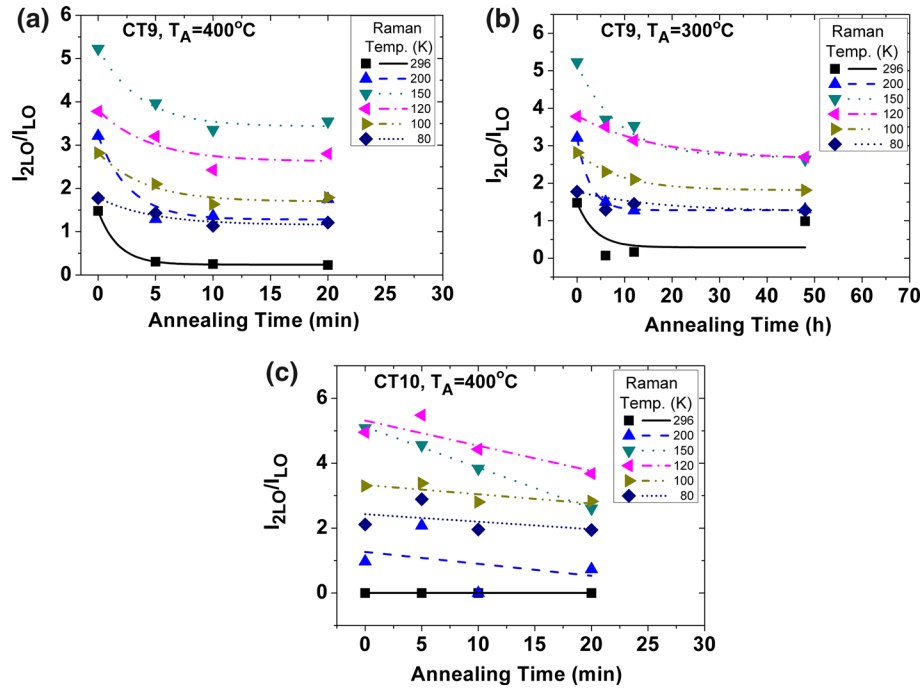 (a)
CT9, T_A=400°C
Raman
Temp. (K)
296
200
150
120
100
80
I_2LO/I_LO
6
5
4
3
2
1
0
0 5 10 15 20 25 30
Annealing Time (min)
(b)
CT9, T_A=300°C
Raman
Temp. (K)
296
200
150
120
100
80
I_2LO/I_LO
6
5
4
3
2
1
0
0 10 20 30 40 50 60 70
Annealing Time (h)
(c)
CT10, T_A=400°C
Raman
Temp. (K)
296
200
150
120
100
80
I_2LO/I_LO
6
4
2
0
0 5 10 15 20 25 30
Annealing Time (min)